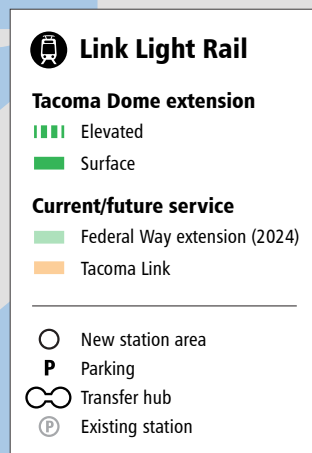 Link Light Rail
Tacoma Dome extension
Elevated
Surface
Current/future service
Federal Way extension (2024)
Tacoma Link
New station area
P Parking
Transfer hub
P Existing station